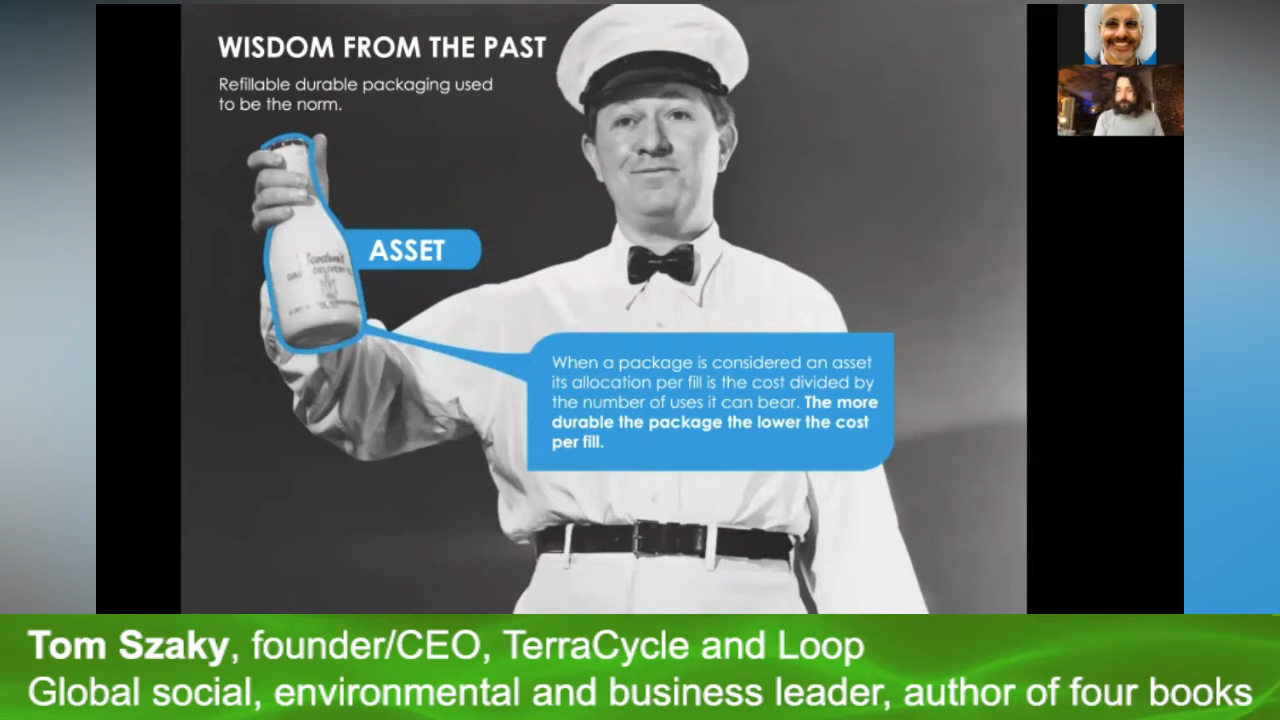 WISDOM FROM THE PAST
Refillable durable packaging used
to be the norm.
ASSET
When a package is considered an asset
its allocation per fill is the cost divided by
the number of uses it can bear. The more
durable the package the lower the cost
per fill.
Tom Szaky, founder/CEO, TerraCycle and Loop
Global social, environmental and business leader, author of four books